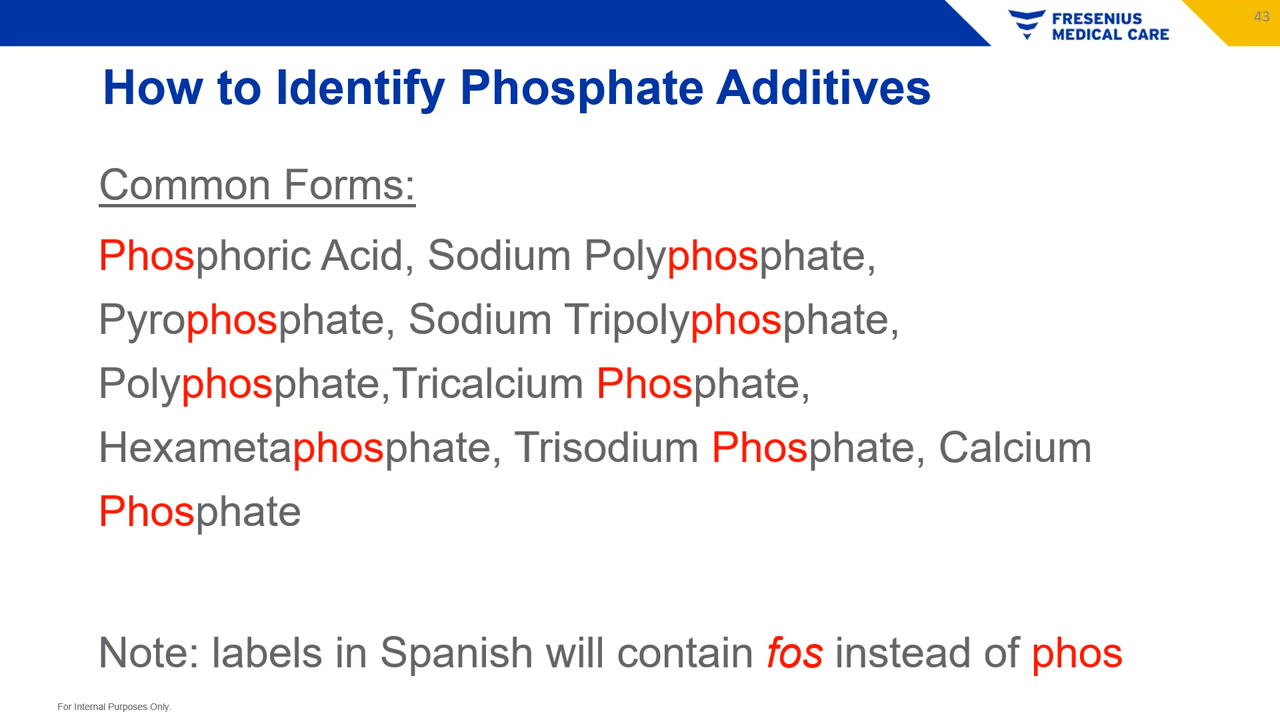 43
FRESENIUS
MEDICAL CARE
How to Identify Phosphate Additives
Common Forms:
Phosphoric Acid, Sodium Polyphosphate,
Pyrophosphate, Sodium Tripolyphosphate,
Polyphosphate,Tricalcium Phosphate,
Hexametaphosphate, Trisodium Phosphate, Calcium
Phosphate
Note: labels in Spanish will contain fos instead of phos
For Internal Purposes Only.